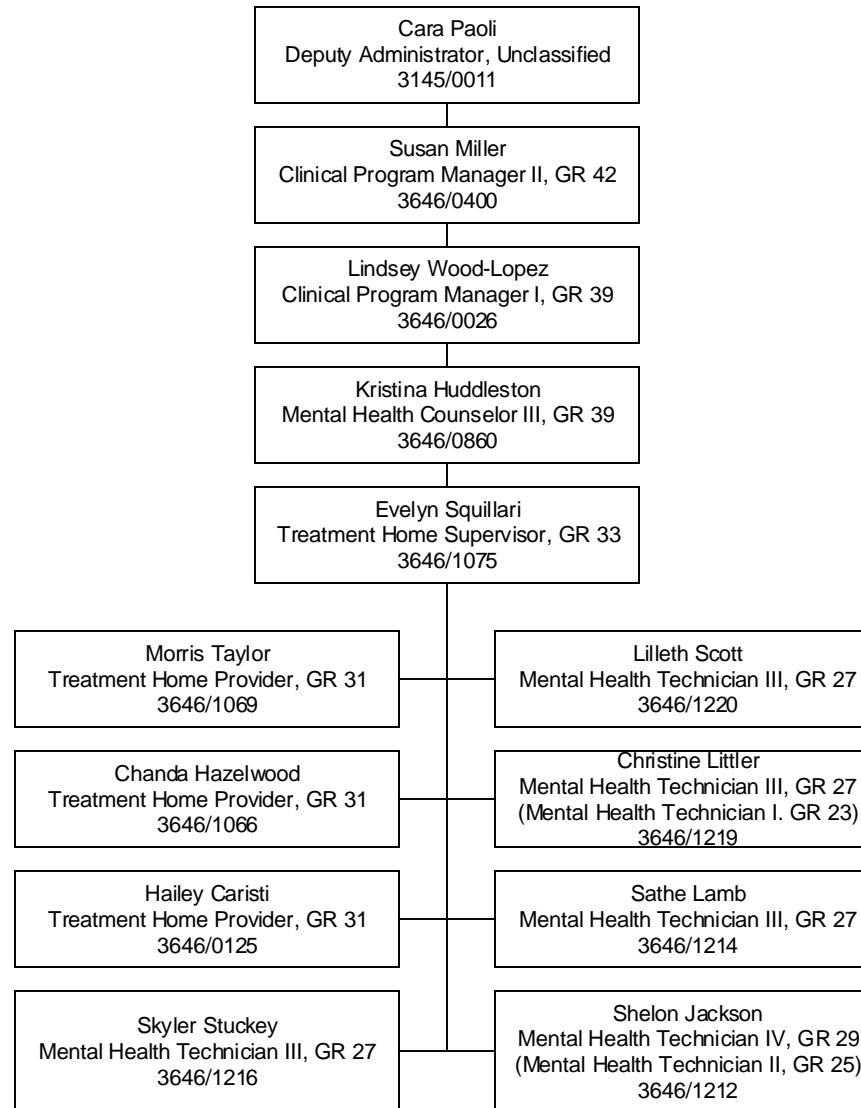 Cara Paoli
Deputy Administrator, Unclassified
3145/0011
Susan Miller
Clinical Program Manager II, GR 42
3646/0400
Lindsey Wood-Lopez
Clinical Program Manager I, GR 39
3646/0026
Kristina Huddleston
Mental Health Counselor III, GR 39
3646/0860
Evelyn Squillari
Treatment Home Supervisor, GR 33
3646/1075
Morris Taylor
Treatment Home Provider, GR 31
3646/1069
Lilleth Scott
Mental Health Technician III, GR 27
3646/1220
Chanda Hazelwood
Treatment Home Provider, GR 31
3646/1066
Christine Littler
Mental Health Technician III, GR 27
(Mental Health Technician I. GR 23)
3646/1219
Hailey Caristi
Treatment Home Provider, GR 31
3646/0125
Sathe Lamb
Mental Health Technician III, GR 27
3646/1214
Skyler Stuckey
Mental Health Technician III, GR 27
3646/1216
Shelon Jackson
Mental Health Technician IV, GR 29
(Mental Health Technician II, GR 25)
3646/1212